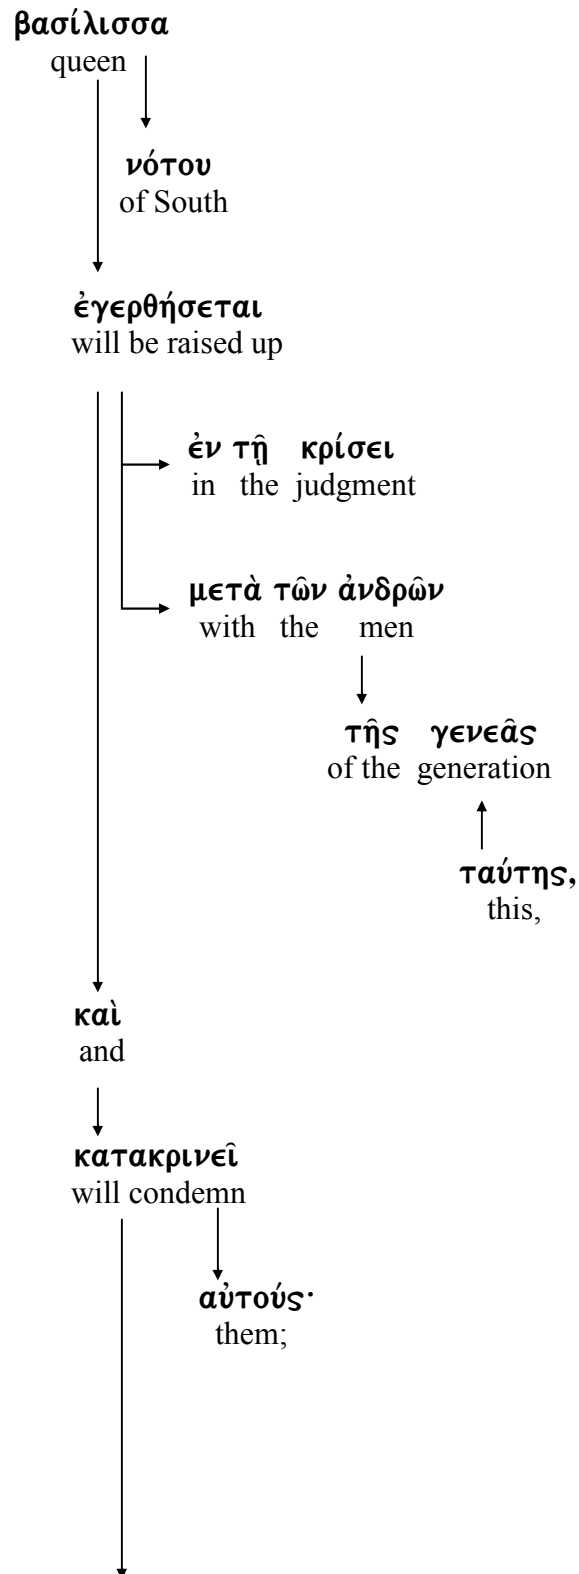 βασίλισσα
queen
νότου
of South
ἐγερθήσεται
will be raised up
ἐν τῇ κρίσει
in the judgment
μετὰ τῶν ἀνδρῶν
with the men
τῆς γενεᾶς
of the generation
ταύτης,
this,
καὶ
and
κατακρινεῖ
will condemn
αὐτούς·
them;